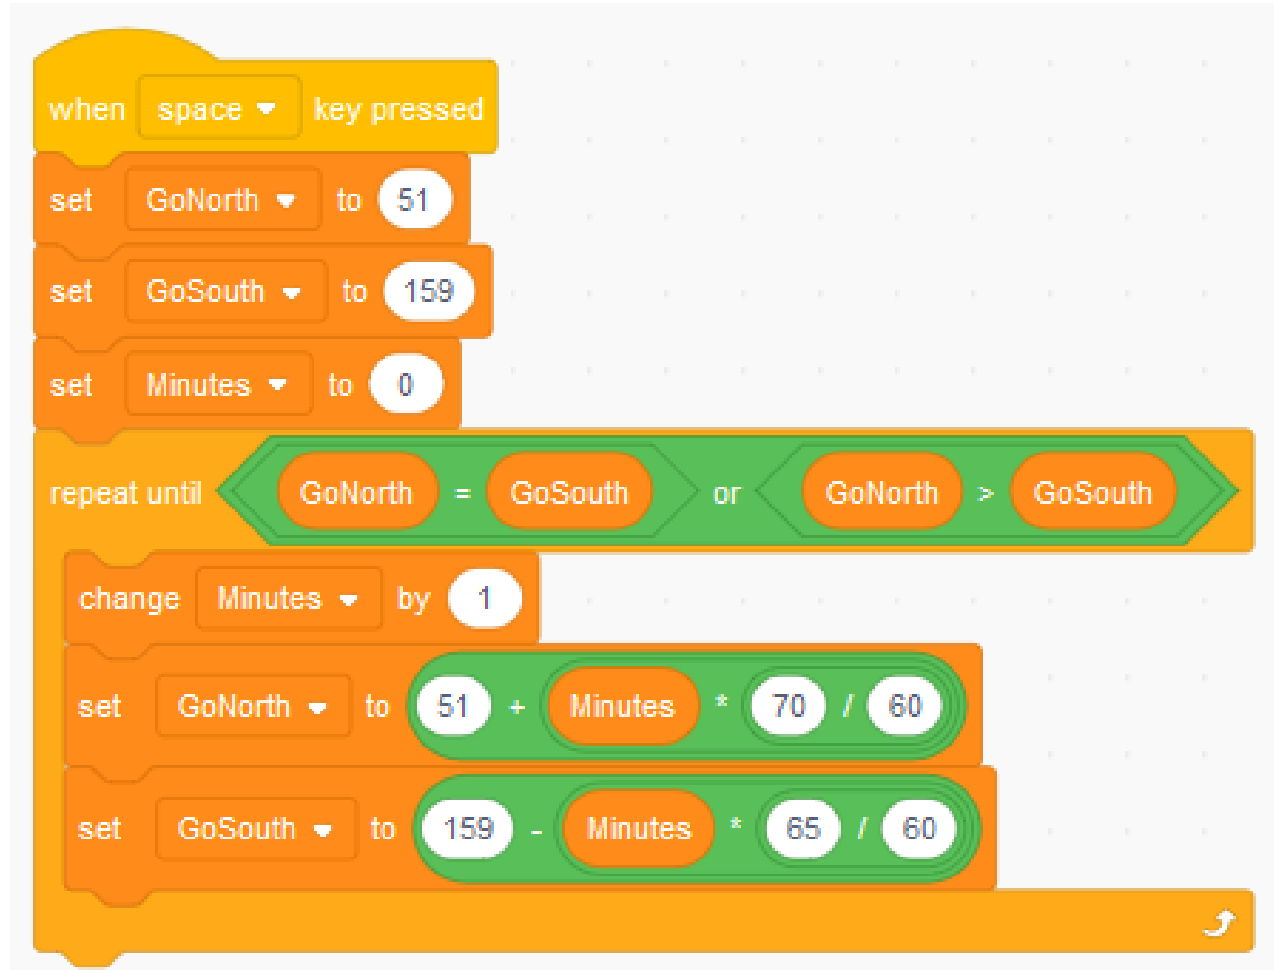 when space key pressed
set GoNorth to 51
set GoSouth to 159
set Minutes to 0
repeat until GoNorth = GoSouth or GoNorth > GoSouth
change Minutes by 1
set GoNorth to 51 + Minutes * 70 / 60
set GoSouth to 159 - Minutes * 65 / 60